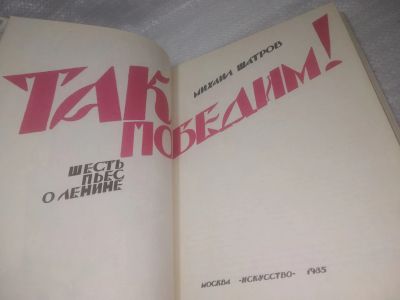 МИХАИЛ ШАТРОВ
ТАК
ПОБЕДИМ!
ШЕСТЬ
ПЬЕС
О ЛЕНИНЕ
МОСКВА «ИСКУССТВО» 1985